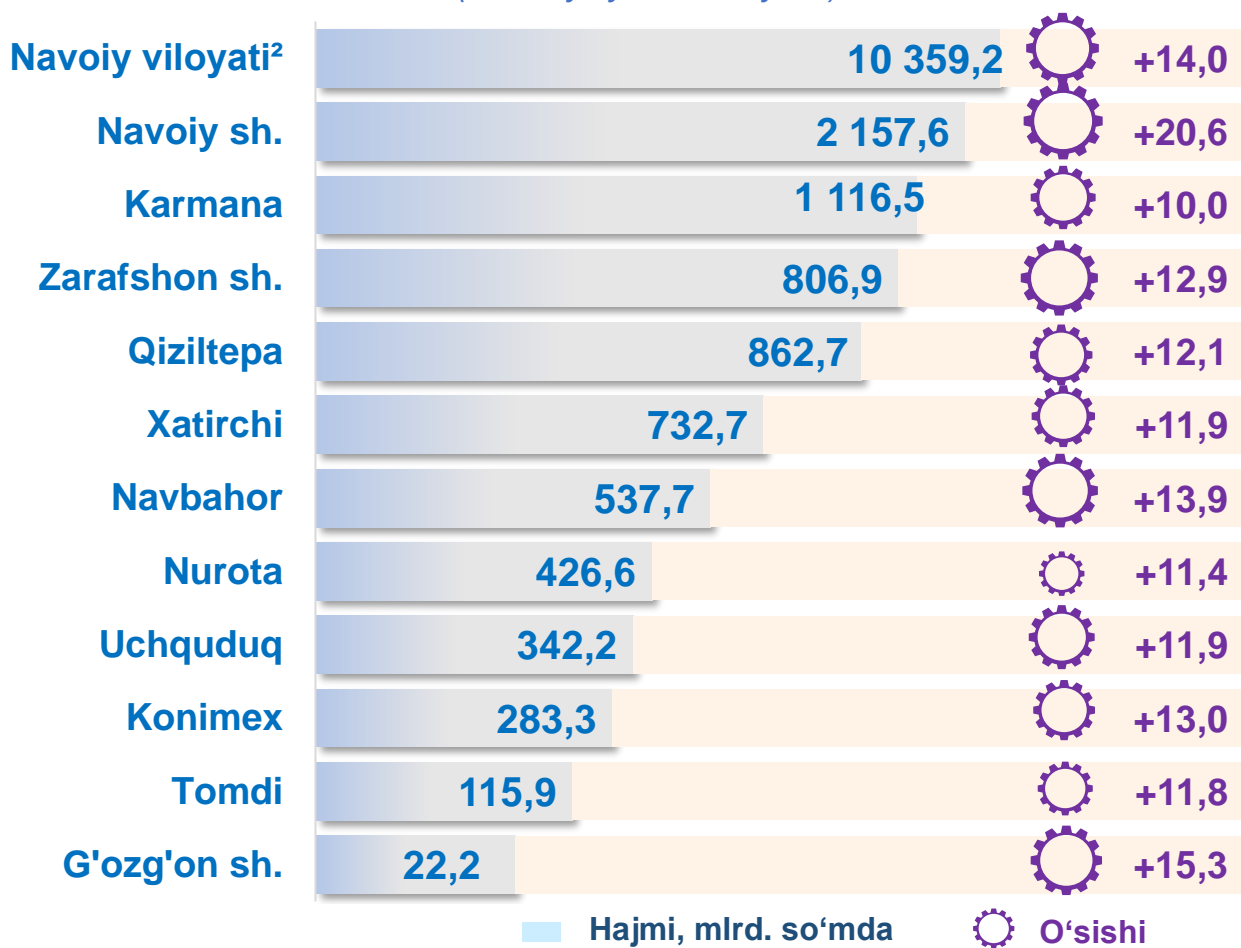 Navoiy viloyati² 10 359,2 +14,0
Navoiy sh. 2 157,6 +20,6
Karmana 1 116,5 +10,0
Zarafshon sh. 806,9 +12,9
Qiziltepa 862,7 +12,1
Xatirchi 732,7 +11,9
Navbahor 537,7 +13,9
Nurota 426,6 +11,4
Uchquduq 342,2 +11,9
Konimex 283,3 +13,0
Tomdi 115,9 +11,8
G'ozg'on sh. 22,2 +15,3
Hajmi, mlrd. so‘mda O‘sishi